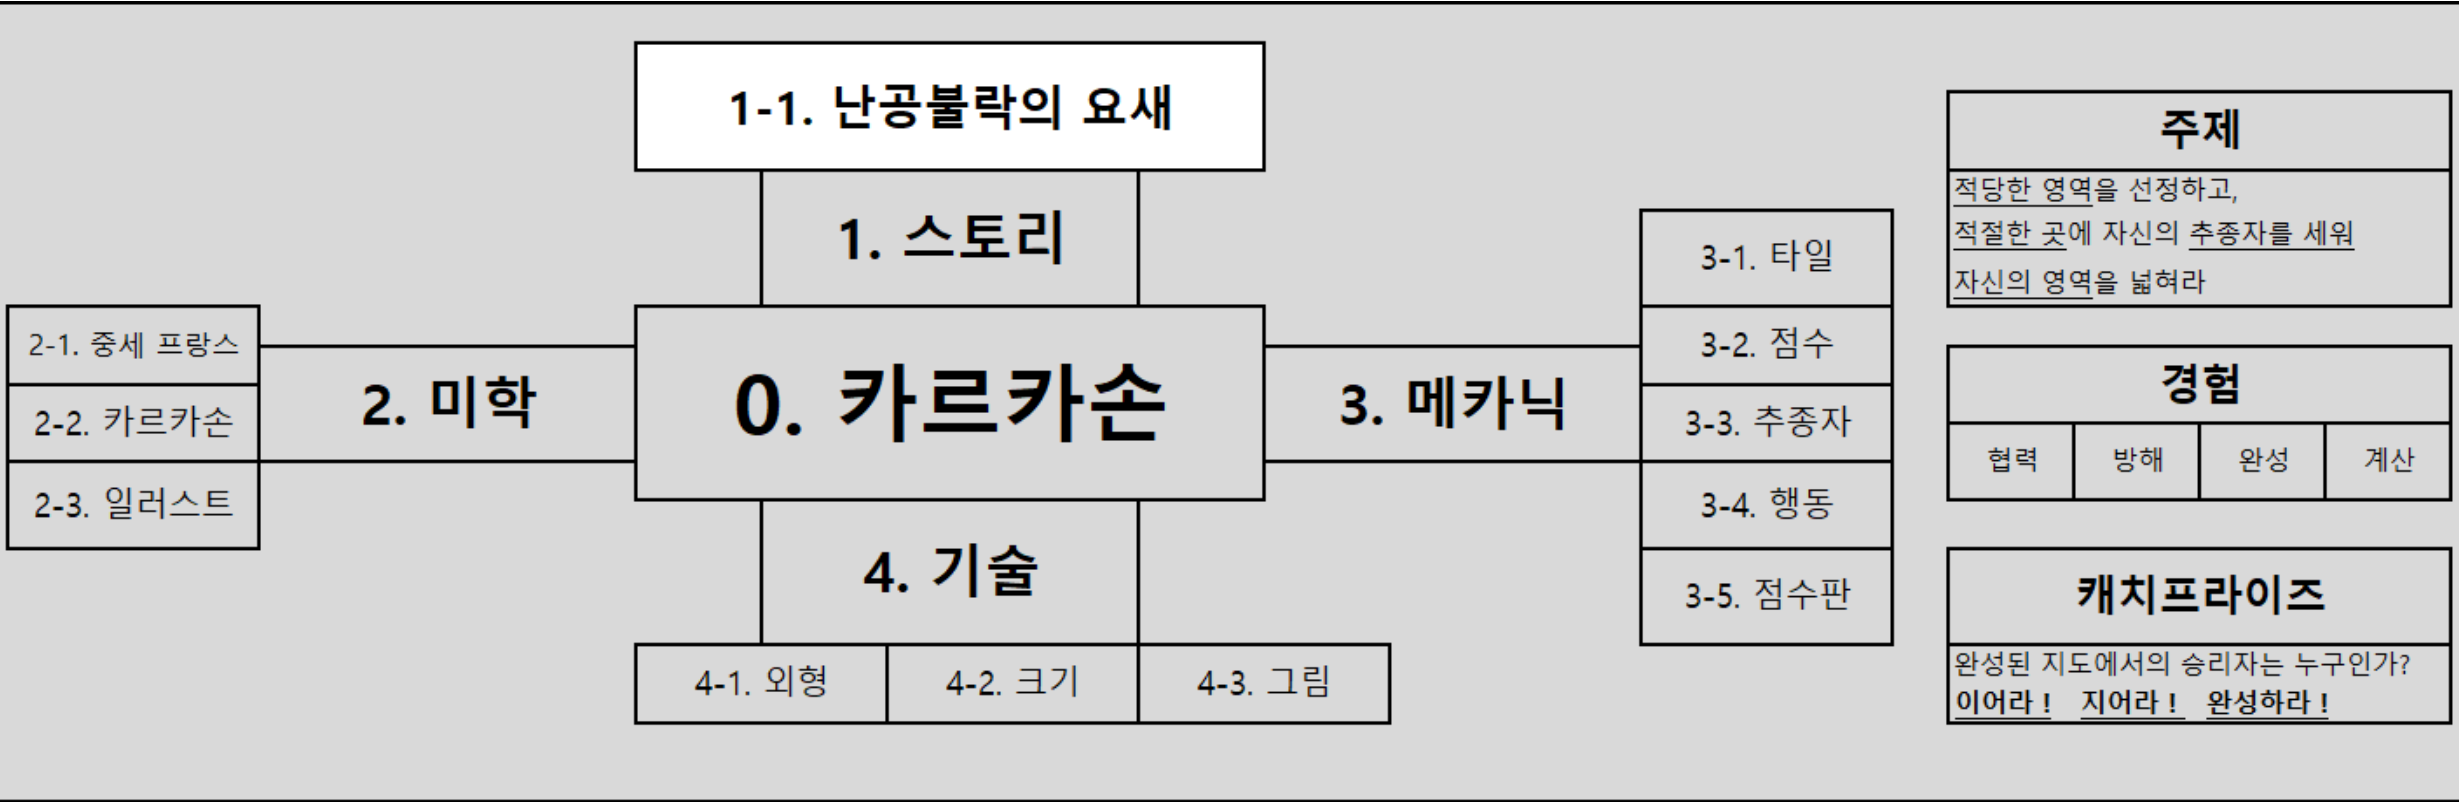 1-1. 난공불락의 요새
1. 스토리
0. 카르카손
2. 미학
2-1. 중세 프랑스
2-2. 카르카손
2-3. 일러스트
3. 메카닉
3-1. 타일
3-2. 점수
3-3. 추종자
3-4. 행동
3-5. 점수판
4. 기술
4-1. 외형
4-2. 크기
4-3. 그림
주제
적당한 영역을 선정하고,
적절한 곳에 자신의 추종자를 세워
자신의 영역을 넓혀라
경험
협력
방해
완성
계산
캐치프라이즈
완성된 지도에서의 승리자는 누구인가?
이어라 ! 지어라 ! 완성하라 !